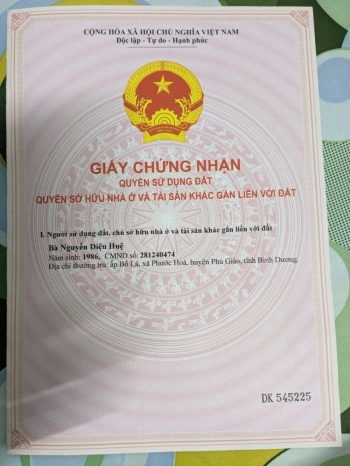 CỘNG HÒA XÃ HỘI CHỦ NGHĨA VIỆT NAM
Độc lập - Tự do - Hạnh phúc
GIẤY CHỨNG NHẬN
QUYỀN SỬ DỤNG ĐẤT
QUYỀN SỞ HỮU NHÀ Ở VÀ TÀI SẢN KHÁC GẮN LIỀN VỚI ĐẤT
I. Người sử dụng đất, chủ sở hữu nhà ở và tài sản khác gắn liền với đất
Bà Nguyễn Diệu Huệ
Năm sinh: 1986, CMND số: 281240474
Địa chỉ thường trú: ấp Bố Lá, xã Phước Hoà, huyện Phú Giáo, tỉnh Bình Dương.
DK 545225